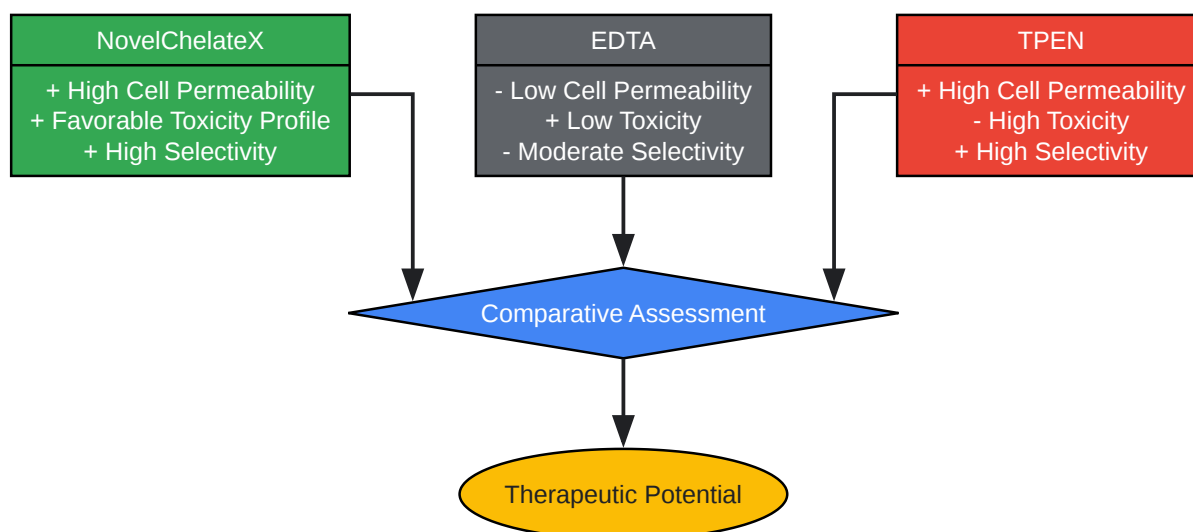 NovelChelateX
+ High Cell Permeability
+ Favorable Toxicity Profile
+ High Selectivity
EDTA
- Low Cell Permeability
+ Low Toxicity
- Moderate Selectivity
TPEN
+ High Cell Permeability
- High Toxicity
+ High Selectivity
Comparative Assessment
Therapeutic Potential